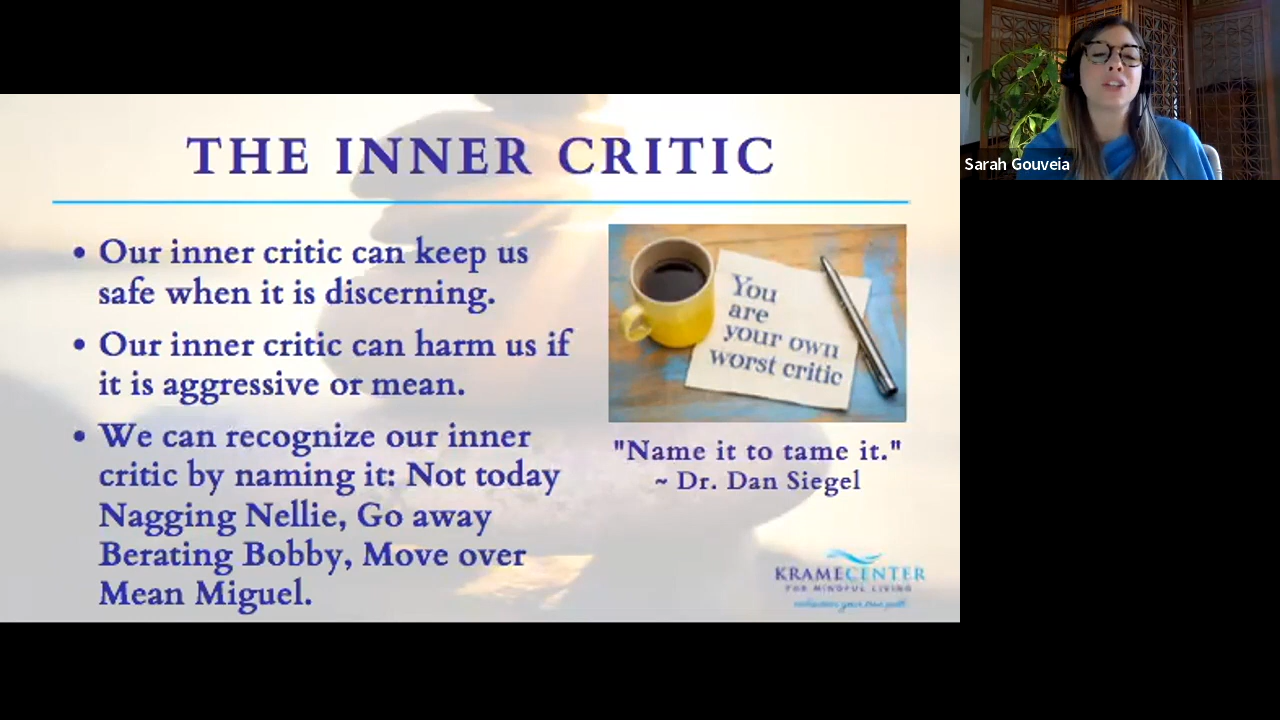 THE INNER CRITIC
• Our inner critic can keep us
safe when it is discerning.
• Our inner critic can harm us if
it is aggressive or mean.
• We can recognize our inner
critic by naming it: Not today
Nagging Nellie, Go away
Berating Bobby, Move over
Mean Miguel.
You
are
your own
worst critic
"Name it to tame it."
~ Dr. Dan Siegel
KRAMECENTER
FOR MINDFUL LIVING
Sarah Gouveia